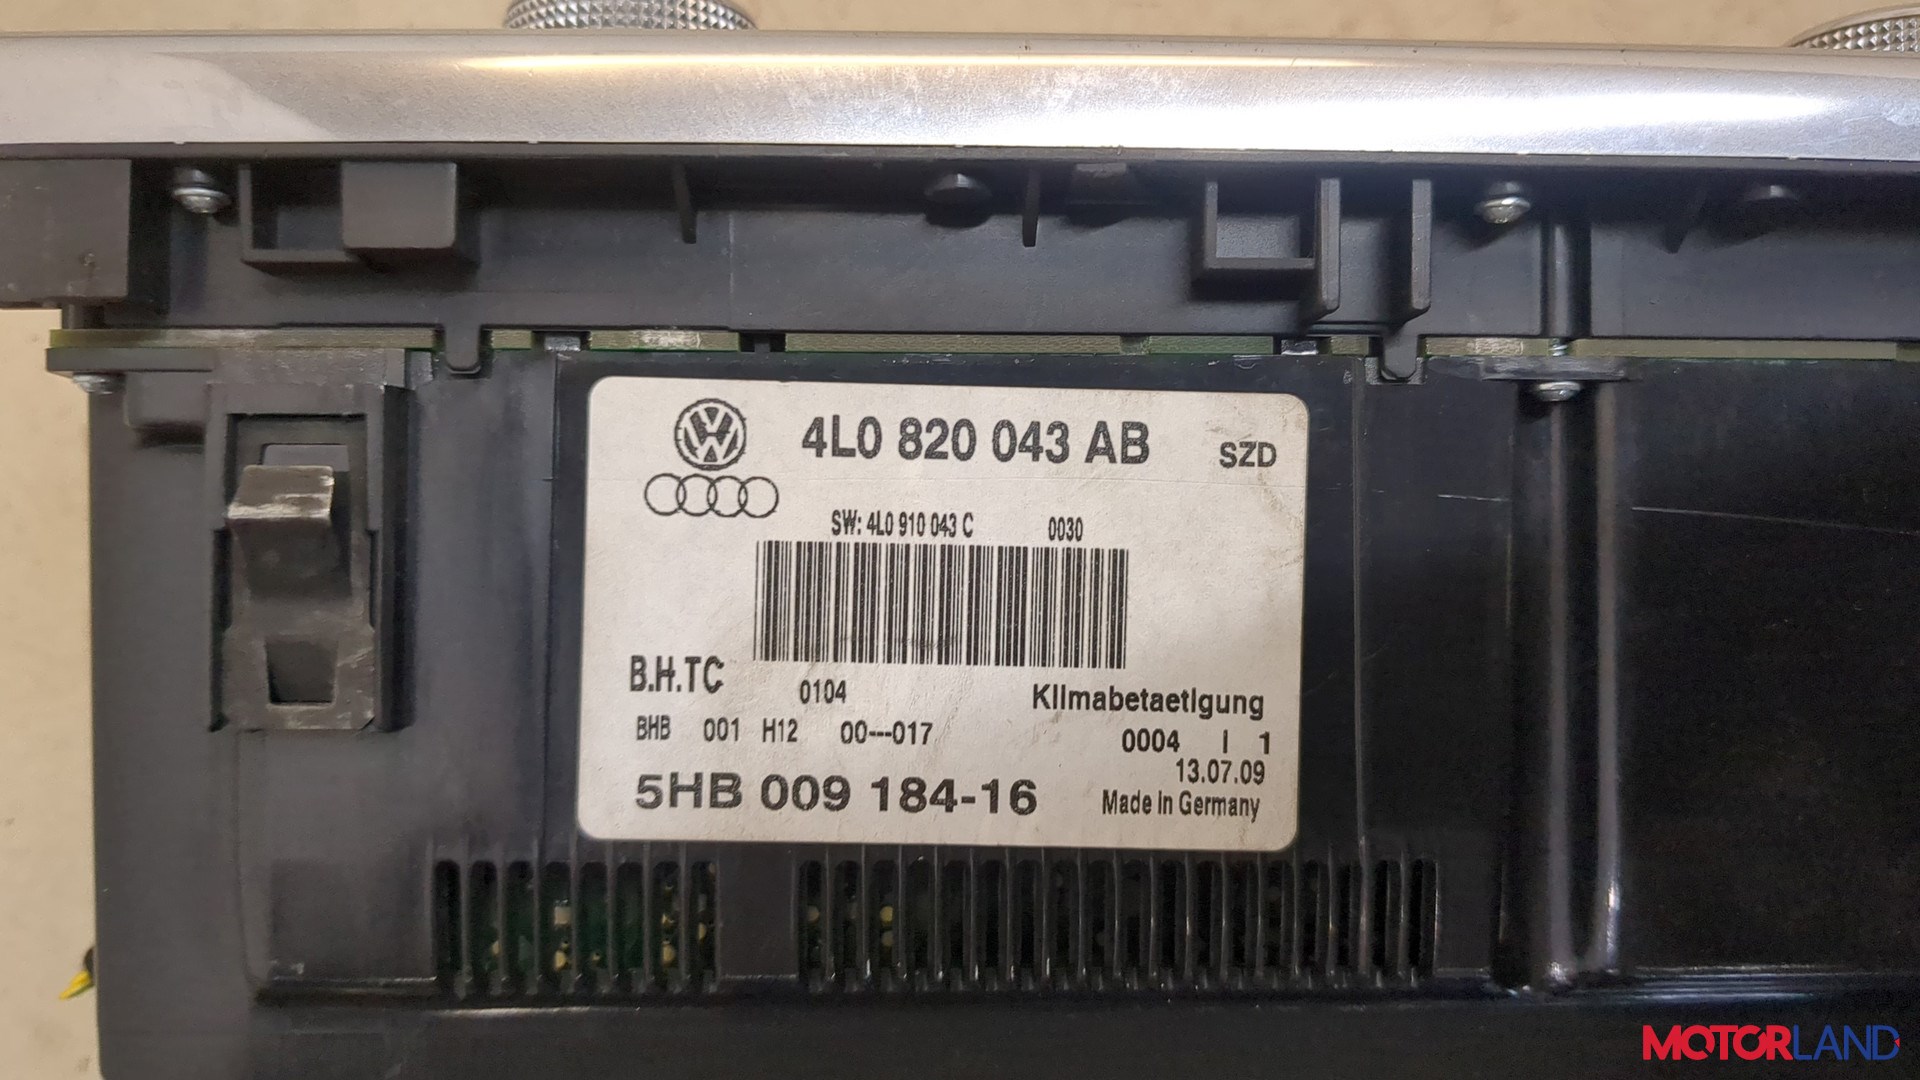 4L0 820 043 AB SZD
SW: 4L0 910 043 C 0030
B.H.TC 0104 Klimabetaetigung
BHB 001 H12 00---017 0004 I 1
13.07.09
5HB 009 184-16 Made in Germany
MOTORLAND